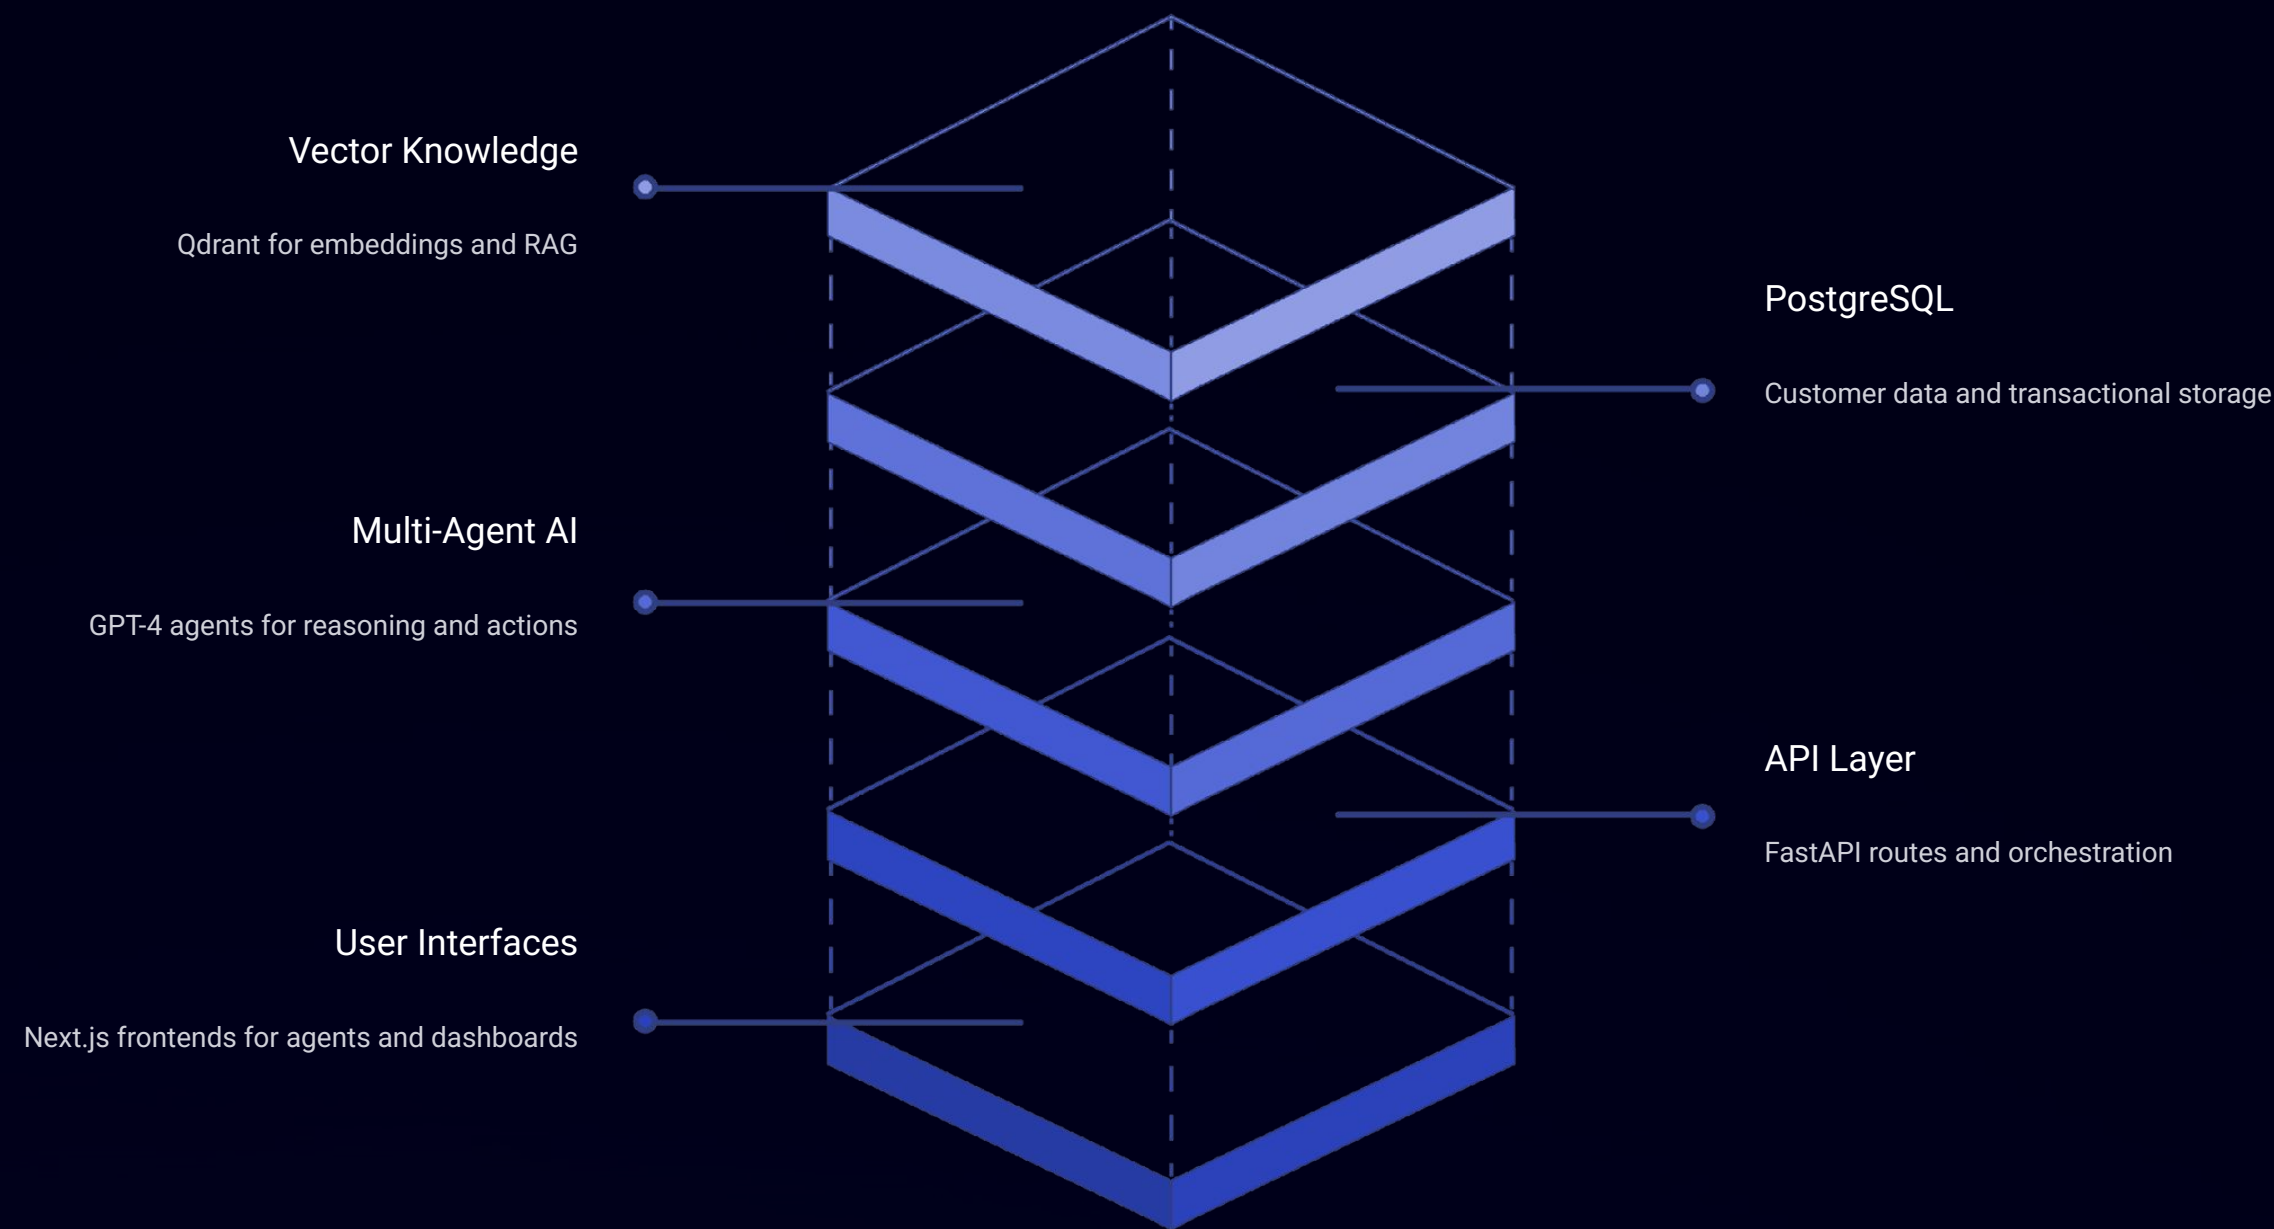 Vector Knowledge
Qdrant for embeddings and RAG
PostgreSQL
Customer data and transactional storage
Multi-Agent AI
GPT-4 agents for reasoning and actions
API Layer
FastAPI routes and orchestration
User Interfaces
Next.js frontends for agents and dashboards